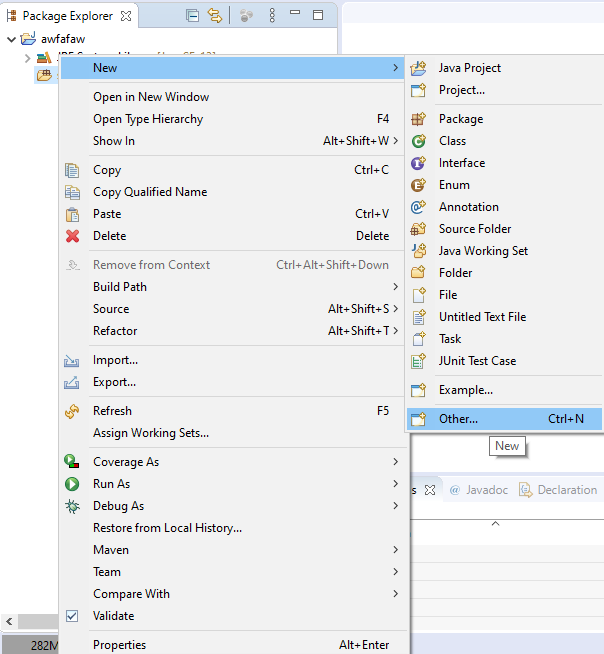 Package Explorer
awfafaw
New
Open in New Window
Open Type Hierarchy F4
Show In Alt+Shift+W
Copy Ctrl+C
Copy Qualified Name
Paste Ctrl+V
Delete Delete
Remove from Context Ctrl+Alt+Shift+Down
Build Path
Source Alt+Shift+S
Refactor Alt+Shift+T
Import...
Export...
Refresh F5
Assign Working Sets...
Coverage As
Run As
Debug As
Restore from Local History...
Maven
Team
Compare With
Validate
Properties Alt+Enter
Java Project
Project...
Package
Class
Interface
Enum
Annotation
Source Folder
Java Working Set
Folder
File
Untitled Text File
Task
JUnit Test Case
Example...
Other... Ctrl+N
New
Javadoc
Declaration
282M